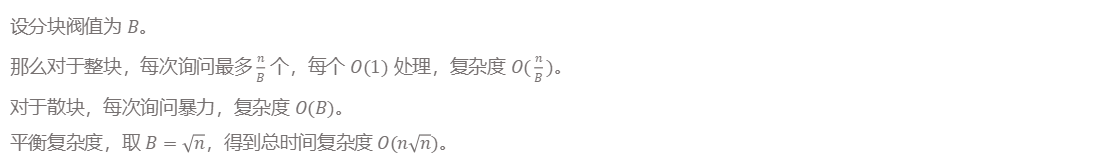 设分块阀值为 B。
那么对于整块，每次询问最多 n/B 个，每个 O(1) 处理，复杂度 O(n/B)。
对于散块，每次询问暴力，复杂度 O(B)。
平衡复杂度，取 B = √n，得到总时间复杂度 O(n√n)。